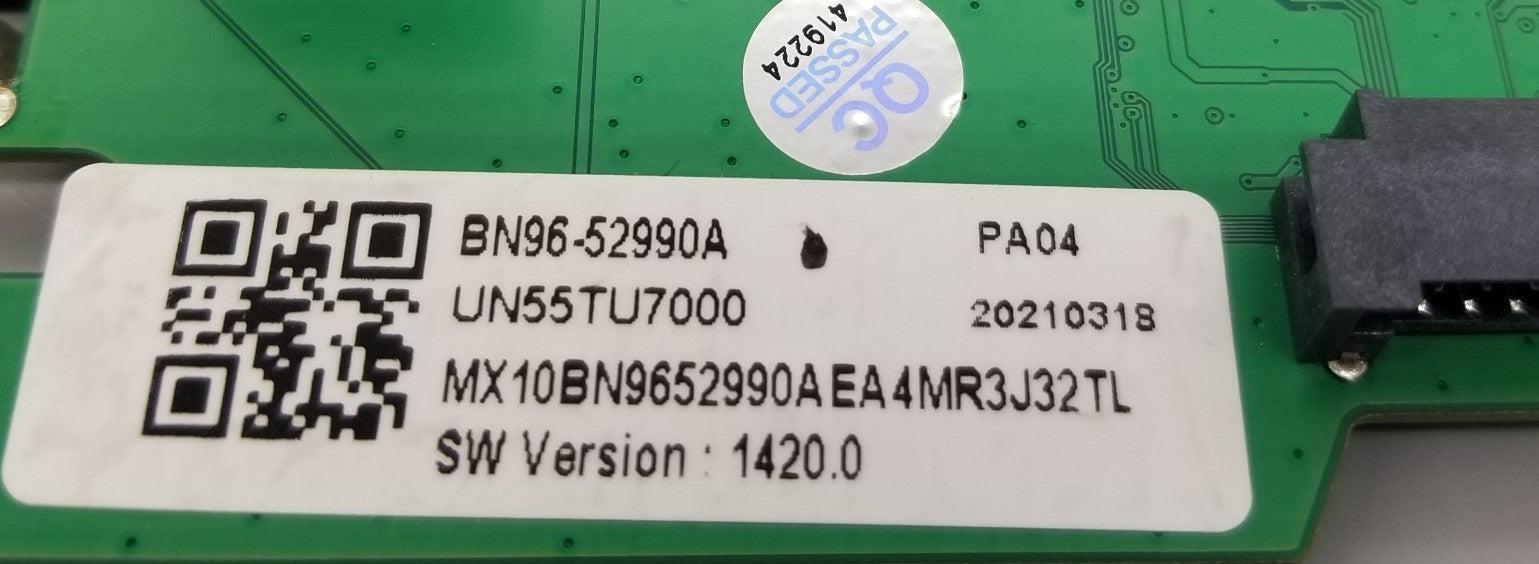 QC
PASSED
419224
BN96-52990A
PA04
UN55TU7000
20210318
MX10BN9652990AEA4MR3J32TL
SW Version : 1420.0